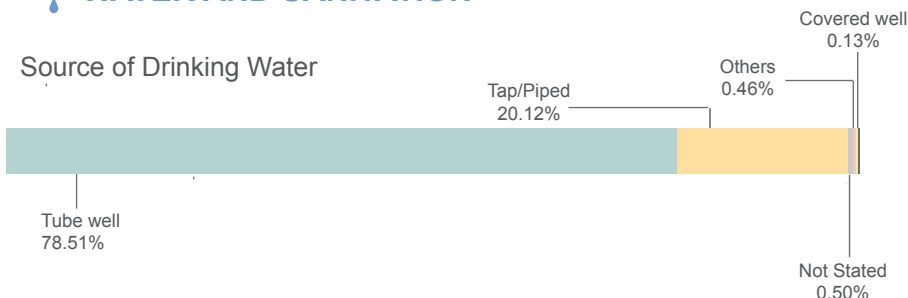 Source of Drinking Water
Covered well
0.13%
Others
0.46%
Tap/Piped
20.12%
Tube well
78.51%
Not Stated
0.50%